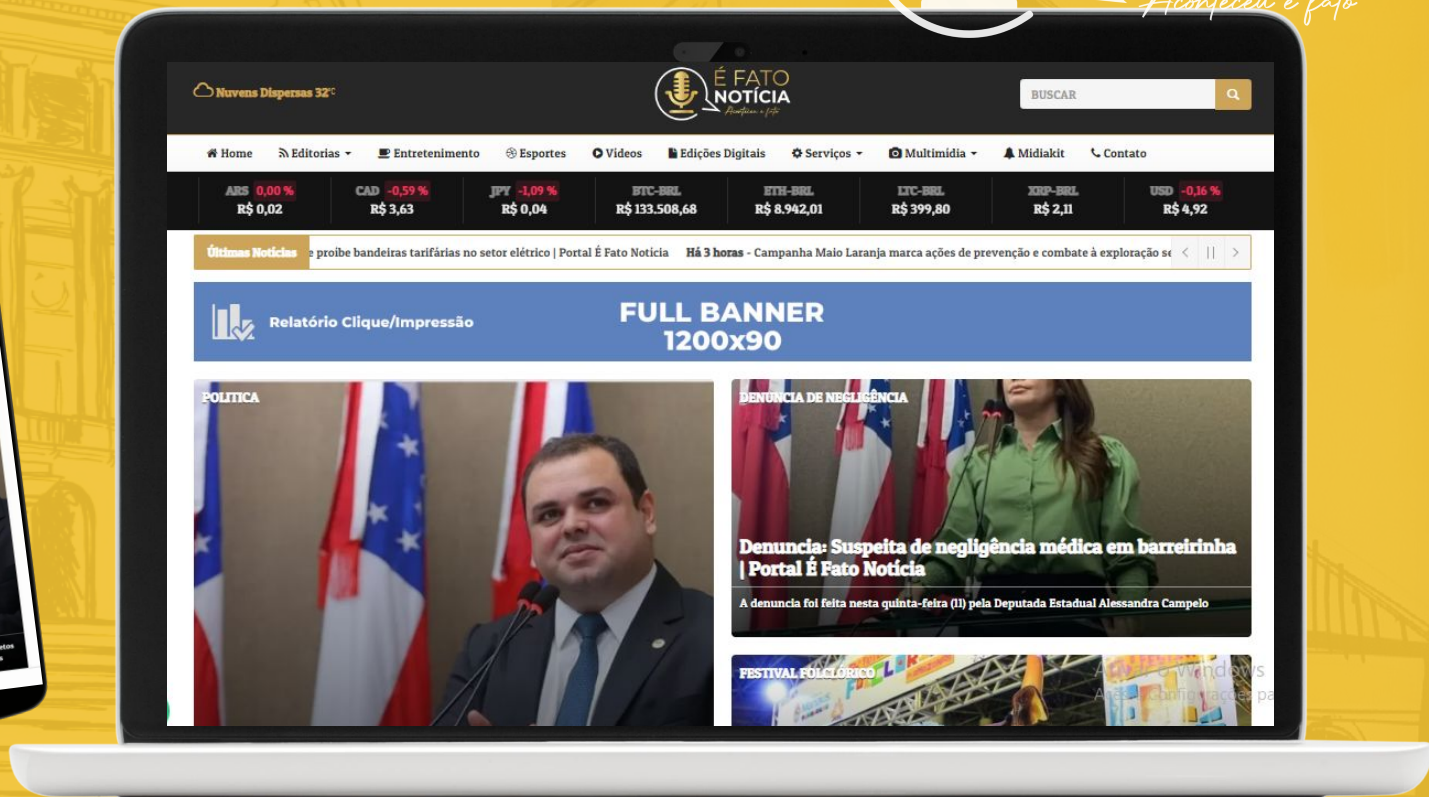 Aconteceu é fato
Nuvens Dispersas 32°C
É FATO
NOTÍCIA
Aconteceu é fato
BUSCAR
Home Editorias Entretenimento Esportes Vídeos Edições Digitais Serviços Multimídia Midiakit Contato
ARS 0,00 % CAD -0,59 % JPY -1,09 % BTC-BRL ETH-BRL LTC-BRL XRP-BRL USD -0,16 %
R$ 0,02 R$ 3,63 R$ 0,04 R$ 133.508,68 R$ 8.942,01 R$ 399,80 R$ 2,11 R$ 4,92
Últimas Notícias e proíbe bandeiras tarifárias no setor elétrico | Portal É Fato Notícia Há 3 horas - Campanha Maio Laranja marca ações de prevenção e combate à exploração se
Relatório Clique/Impressão
FULL BANNER
1200x90
POLITICA
DENÚNCIA DE NEGLIGÊNCIA
Denuncia: Suspeita de negligência médica em barreirinha
| Portal É Fato Notícia
A denuncia foi feita nesta quinta-feira (11) pela Deputada Estadual Alessandra Campelo
FESTIVAL FOLCLÓRICO